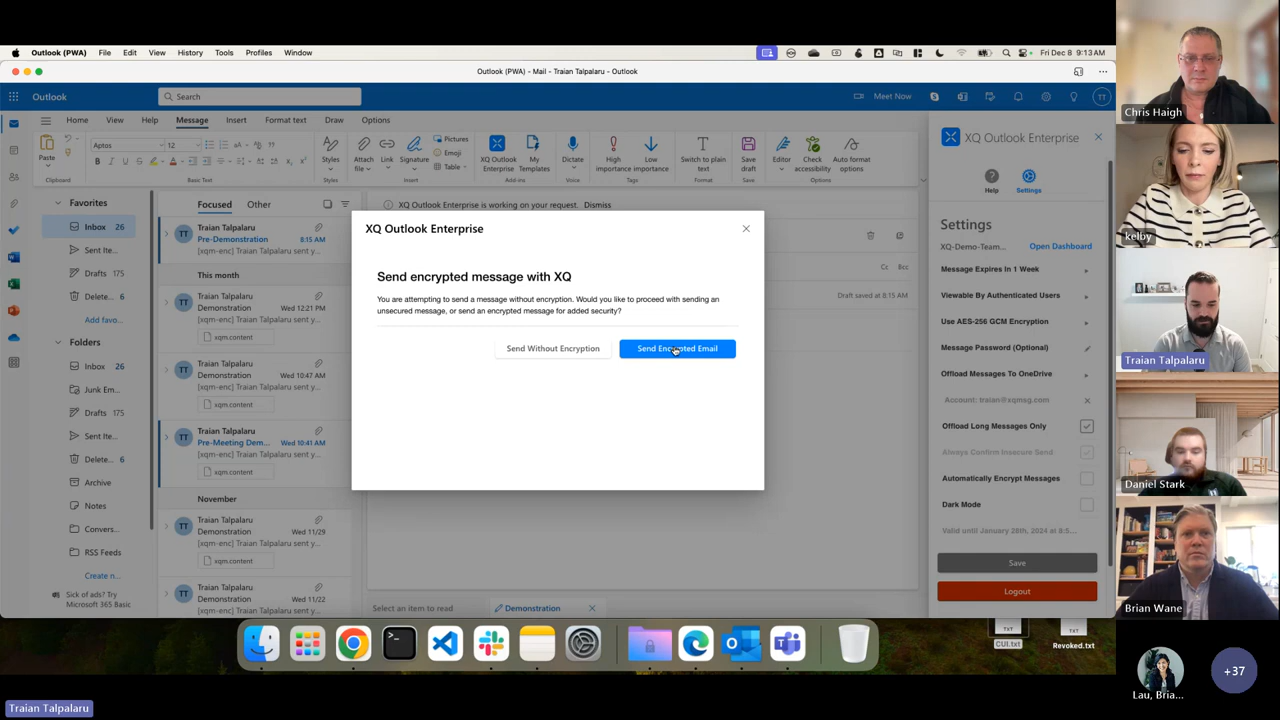 Outlook (PWA) File Edit View History Tools Profiles Window
Fri Dec 8 9:13 AM
Outlook (PWA) - Mail - Traian Talpalaru - Outlook
Outlook
Search
Meet Now
TT
Home View Help Message Insert Format text Draw Options
Paste
Aptos 12
Styles
Attach file
Link
Signature
Pictures
Emoji
Table
XQ Outlook Enterprise
My Templates
Dictate
High importance
Low importance
Switch to plain text
Save draft
Editor
Check accessibility
Auto format options
Clipboard Basic Text Styles Insert Add-ins Voice Tags Format Save Options
Favorites
Inbox 26
Sent Ite...
Drafts 175
Delete... 6
Add favo...
Folders
Inbox 26
Junk Em...
Drafts 175
Sent Ite...
Delete... 6
Archive
Notes
Convers...
RSS Feeds
Create n...
Sick of ads? Try
Microsoft 365 Basic
Focused Other
TT
Traian Talpalaru
Pre-Demonstration 8:15 AM
[xqm-enc] Traian Talpalaru sent y...
This month
TT
Traian Talpalaru
Demonstration Wed 12:21 PM
[xqm-enc] Traian Talpalaru sent y...
xqm.content
TT
Traian Talpalaru
Demonstration Wed 10:47 AM
[xqm-enc] Traian Talpalaru sent y...
xqm.content
TT
Traian Talpalaru
Pre-Meeting Dem... Wed 10:41 AM
[xqm-enc] Traian Talpalaru sent y...
xqm.content
November
TT
Traian Talpalaru
Demonstration Wed 11/29
[xqm-enc] Traian Talpalaru sent y...
xqm.content
TT
Traian Talpalaru
Demonstration Wed 11/22
[xqm-enc] Traian Talpalaru sent y...
xqm.content
XQ Outlook Enterprise is working on your request. Dismiss
Cc Bcc
Draft saved at 8:15 AM
XQ Outlook Enterprise
Send encrypted message with XQ
You are attempting to send a message without encryption. Would you like to proceed with sending an
unsecured message, or send an encrypted message for added security?
Send Without Encryption
Send Encrypted Email
Select an item to read
Demonstration
XQ Outlook Enterprise
Help
Settings
Settings
XQ-Demo-Team... Open Dashboard
Message Expires In 1 Week
Viewable By Authenticated Users
Use AES-256 GCM Encryption
Message Password (Optional)
Offload Messages To OneDrive
Account: traian@xqmsg.com
Offload Long Messages Only
Always Confirm Insecure Send
Automatically Encrypt Messages
Dark Mode
Valid until January 28th, 2024 at 8:5...
Save
Logout
CUI.txt
Revoked.txt
TXT
TXT
Chris Haigh
kelby
Traian Talpalaru
Daniel Stark
Brian Wane
Lau, Bria...
+37
Traian Talpalaru